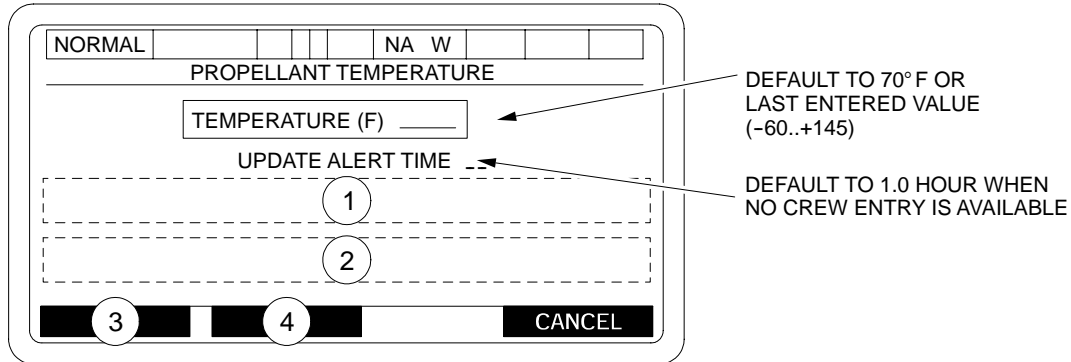 NORMAL NA W
PROPELLANT TEMPERATURE
TEMPERATURE (F) ____
UPDATE ALERT TIME _ _
1
2
3 4 CANCEL
DEFAULT TO 70° F OR
LAST ENTERED VALUE
(-60..+145)
DEFAULT TO 1.0 HOUR WHEN
NO CREW ENTRY IS AVAILABLE